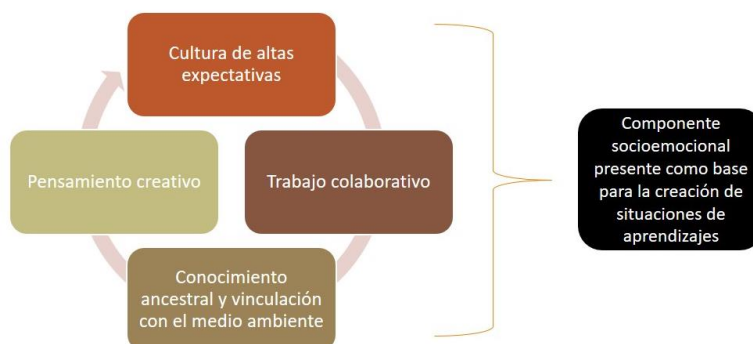 Cultura de altas
expectativas
Pensamiento creativo
Trabajo colaborativo
Conocimiento
ancestral y vinculación
con el medio ambiente
Componente
socioemocional
presente como base
para la creación de
situaciones de
aprendizajes